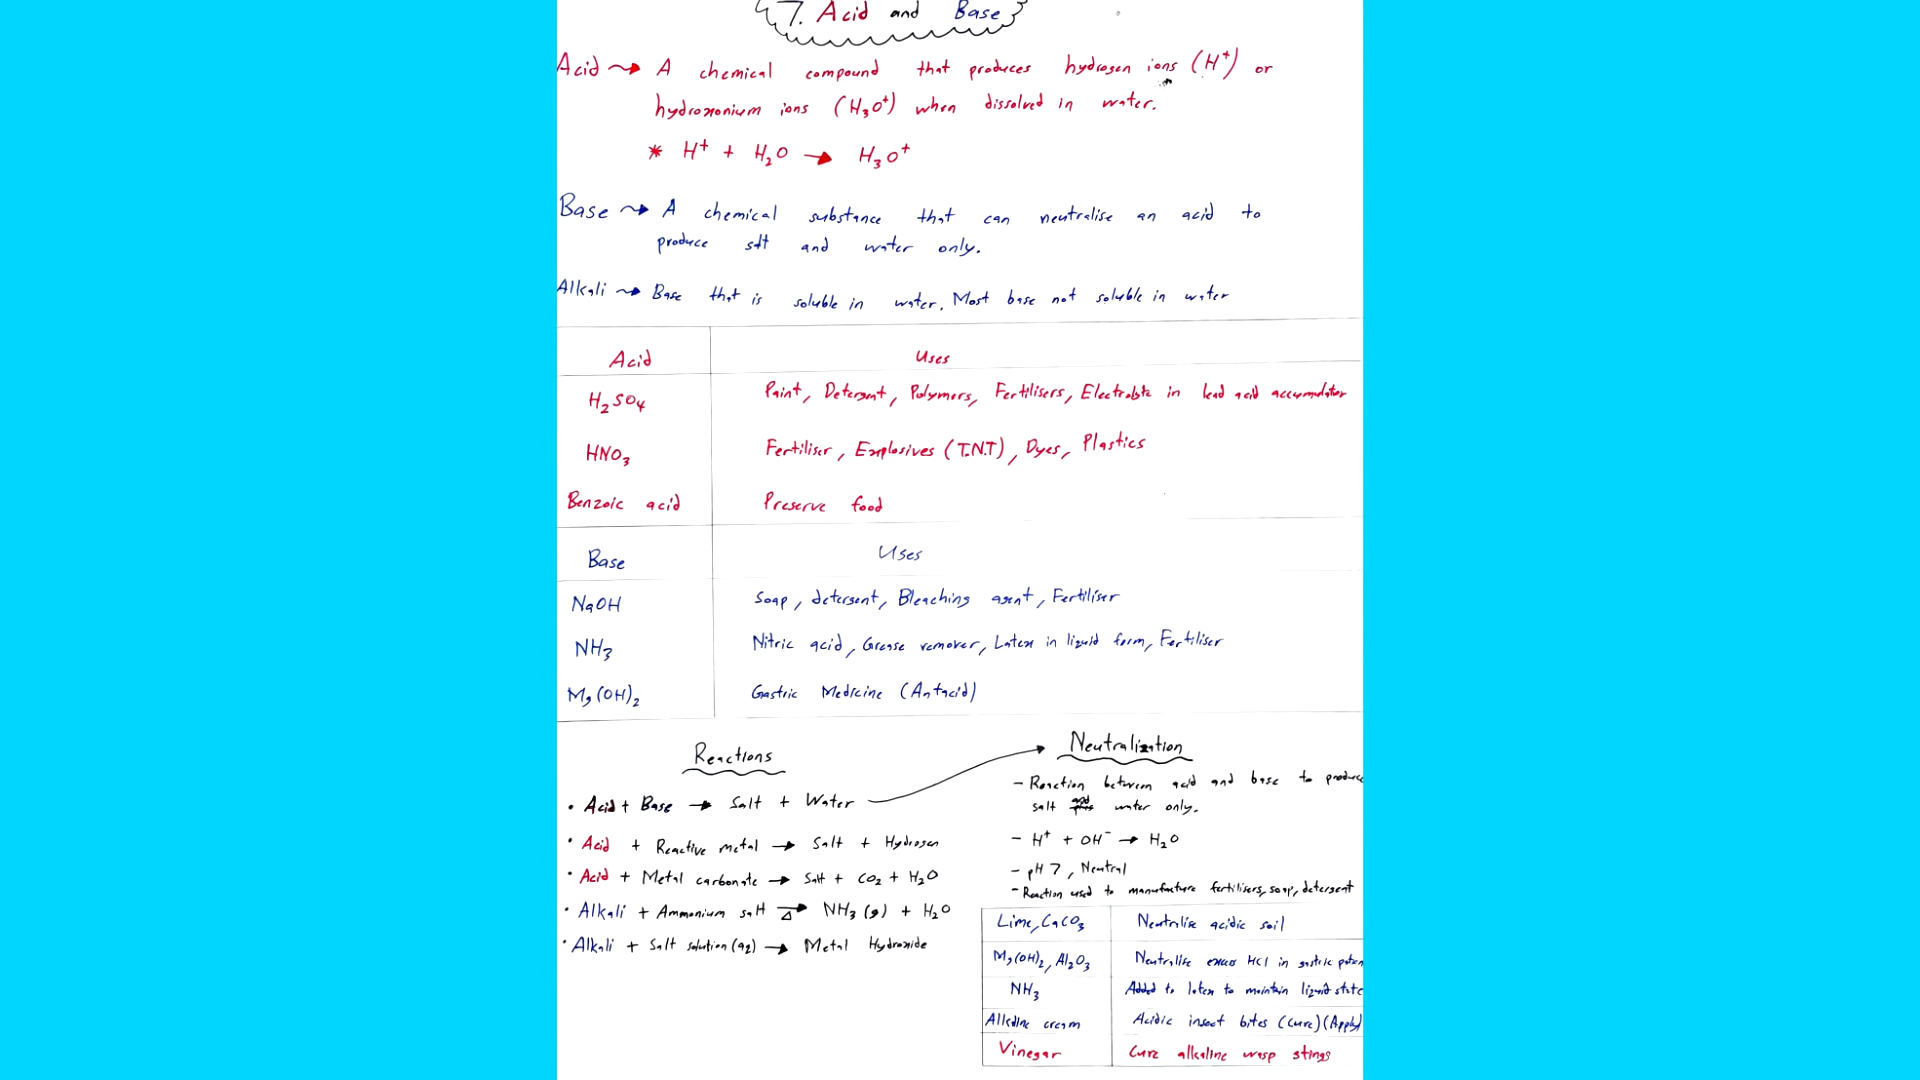 7. Acid and Base
Acid → A chemical compound that produces hydrogen ions (H⁺) or
hydroxonium ions (H₃O⁺) when dissolved in water.
* H⁺ + H₂O → H₃O⁺
Base → A chemical substance that can neutralise an acid to
produce salt and water only.
Alkali → Base that is soluble in water. Most base not soluble in water
Acid Uses
H₂SO₄ Paint, Detergent, Polymers, Fertilisers, Electrolyte in lead acid accumulator
HNO₃ Fertiliser, Explosives (T.N.T), Dyes, Plastics
Benzoic acid Preserve food
Base Uses
NaOH Soap, detergent, Bleaching agent, Fertiliser
NH₃ Nitric acid, Grease remover, Latex in liquid form, Fertiliser
Mg(OH)₂ Gastric Medicine (Antacid)
Reactions
• Acid + Base → Salt + Water
• Acid + Reactive metal → Salt + Hydrogen
• Acid + Metal carbonate → Salt + CO₂ + H₂O
• Alkali + Ammonium salt →△ NH₃ (g) + H₂O
• Alkali + Salt solution (aq) → Metal Hydroxide
Neutralization
- Reaction between acid and base to produce
salt and water only.
- H⁺ + OH⁻ → H₂O
- pH 7, Neutral
- Reaction used to manufacture fertilisers, soap, detergent
Lime, CaCO₃ Neutralise acidic soil
Mg(OH)₂, Al₂O₃ Neutralise excess HCl in gastric
NH₃ Added to latex to maintain liquid state
Alkaline cream Acidic insect bites (cure) (Apply)
Vinegar Cure alkaline wasp stings